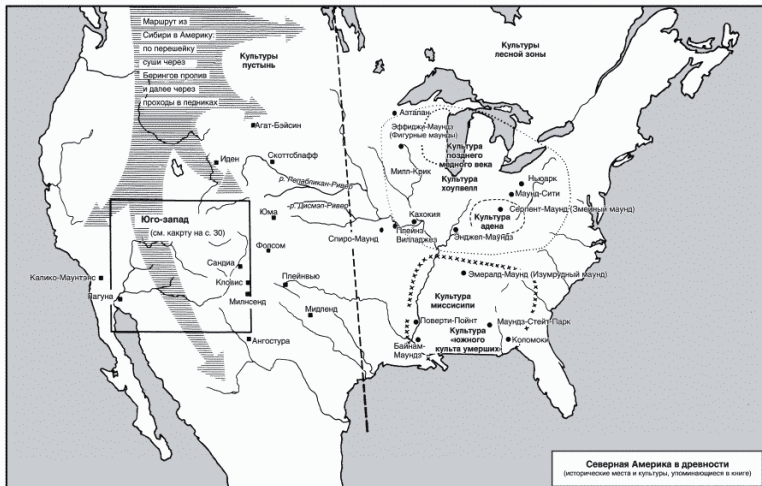 Маршрут из
Сибири в Америку:
по перешейку
суши через
Берингов пролив
и далее через
проходы в ледниках
Культуры
пустынь
Культуры
лесной зоны
Азталан
Эффиджи-Маундз
(Фигурные маунды)
Культура
позднего
медного века
Агат-Бэйсин
Иден
Скоттсблафф
Милл-Крик
Культура
хоупвелл
Ньюарк
Маунд-Сити
р. Репабликан-Ривер
р. Дисмэл-Ривер
Серпент-Маунд (Змеиный маунд)
Культура
адена
Юго-запад
(см. какрту на с. 30)
Юма
Кахокия
Спиро-Маунд
Плейнз
Вилладжез
Энджел-Маундз
Фолсом
Сандиа
Калико-Маунтэнс
Кловис
Плейнвью
Эмералд-Маунд (Изумрудный маунд)
Лагуна
Милнсенд
Мидленд
Культура
миссисипи
Поверти-Пойнт
Маундз-Стейт-Парк
Культура
«южного
культа умерших»
Ангостура
Байнам-
Маундз
Коломоки
Северная Америка в древности
(исторические места и культуры, упоминающиеся в книге)